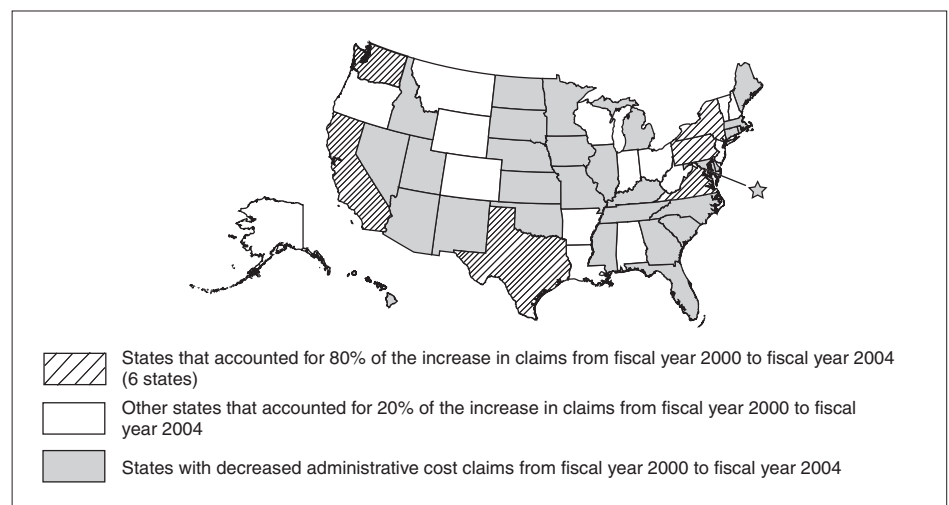 States that accounted for 80% of the increase in claims from fiscal year 2000 to fiscal year 2004
(6 states)
Other states that accounted for 20% of the increase in claims from fiscal year 2000 to fiscal
year 2004
States with decreased administrative cost claims from fiscal year 2000 to fiscal year 2004